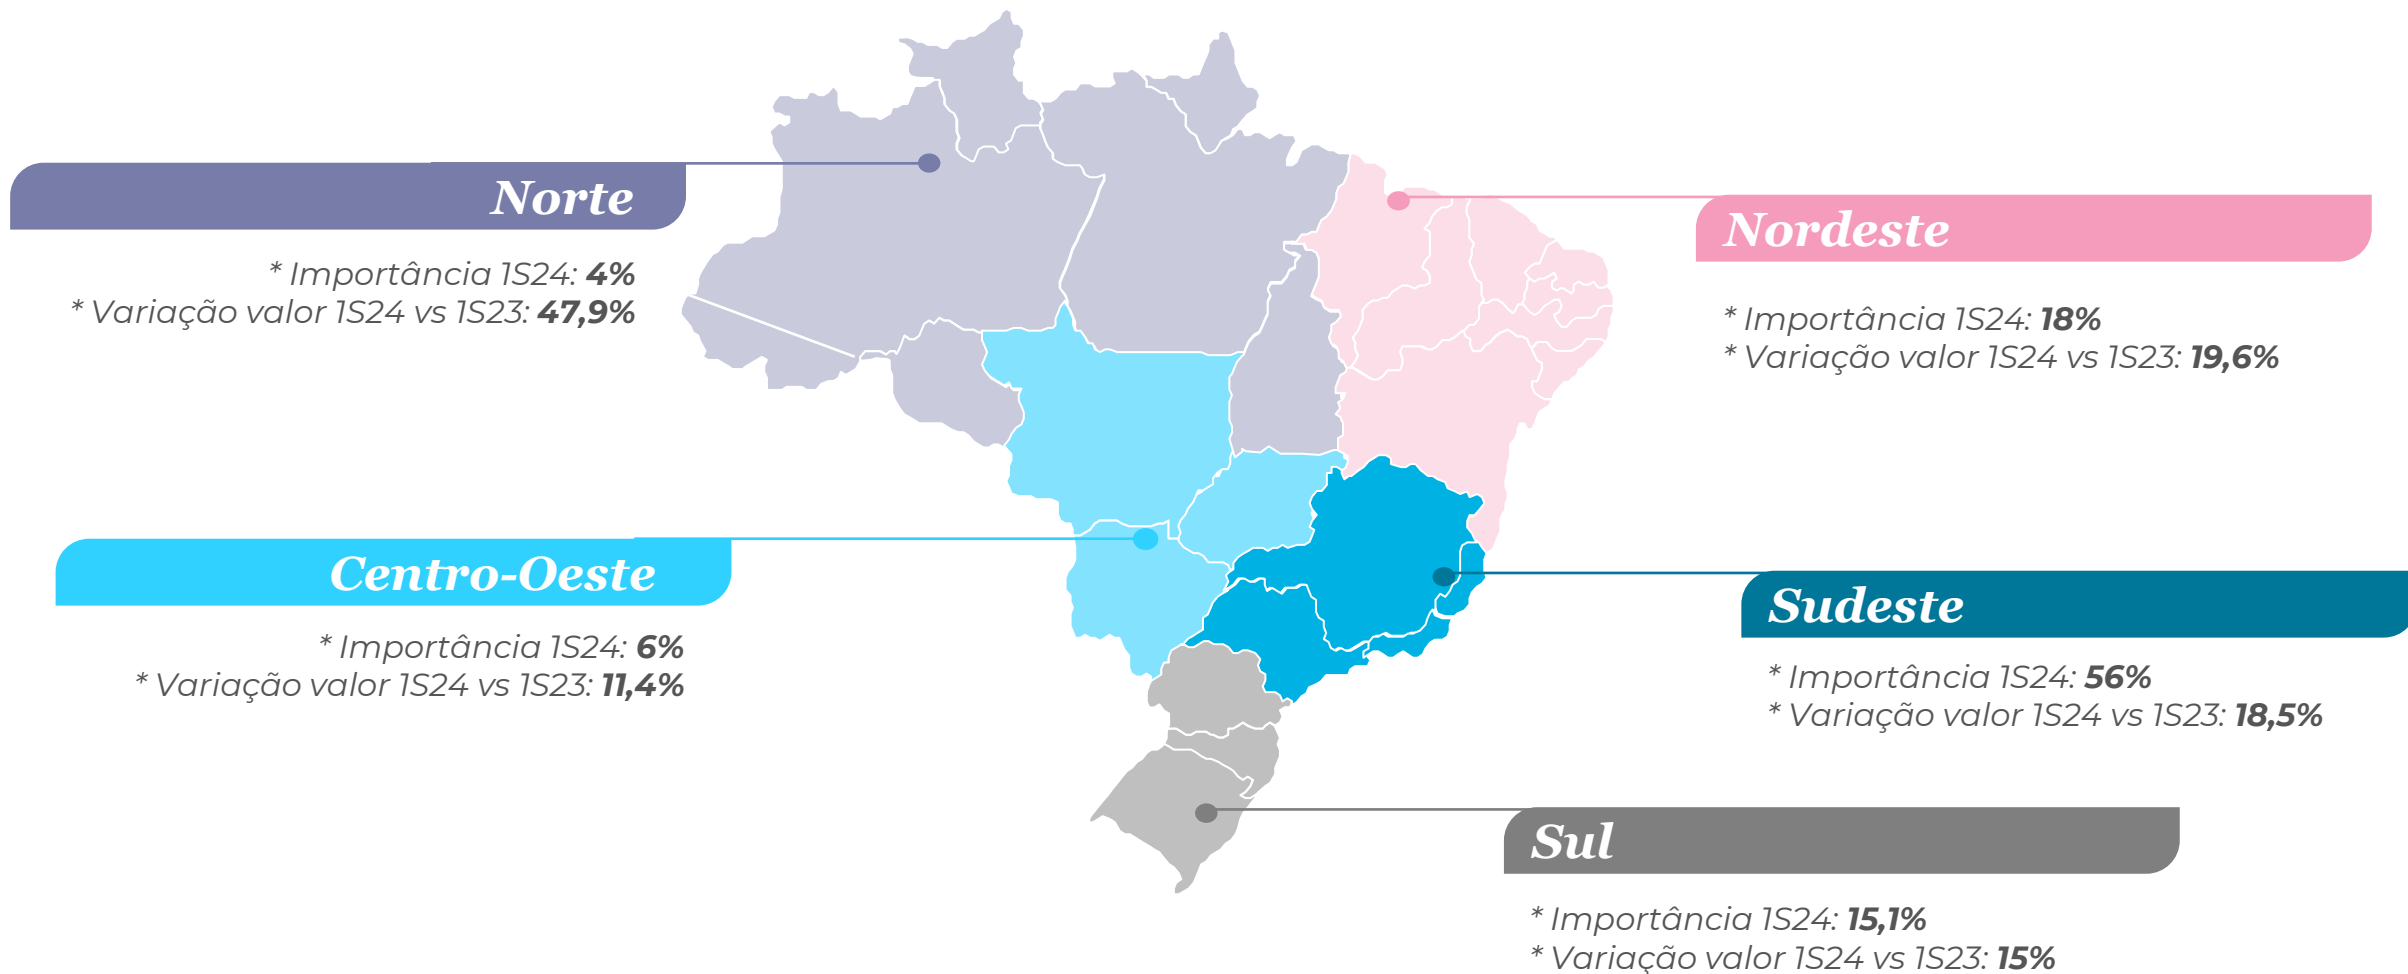 Norte
* Importância 1S24: 4%
* Variação valor 1S24 vs 1S23: 47,9%
Nordeste
* Importância 1S24: 18%
* Variação valor 1S24 vs 1S23: 19,6%
Centro-Oeste
* Importância 1S24: 6%
* Variação valor 1S24 vs 1S23: 11,4%
Sudeste
* Importância 1S24: 56%
* Variação valor 1S24 vs 1S23: 18,5%
Sul
* Importância 1S24: 15,1%
* Variação valor 1S24 vs 1S23: 15%